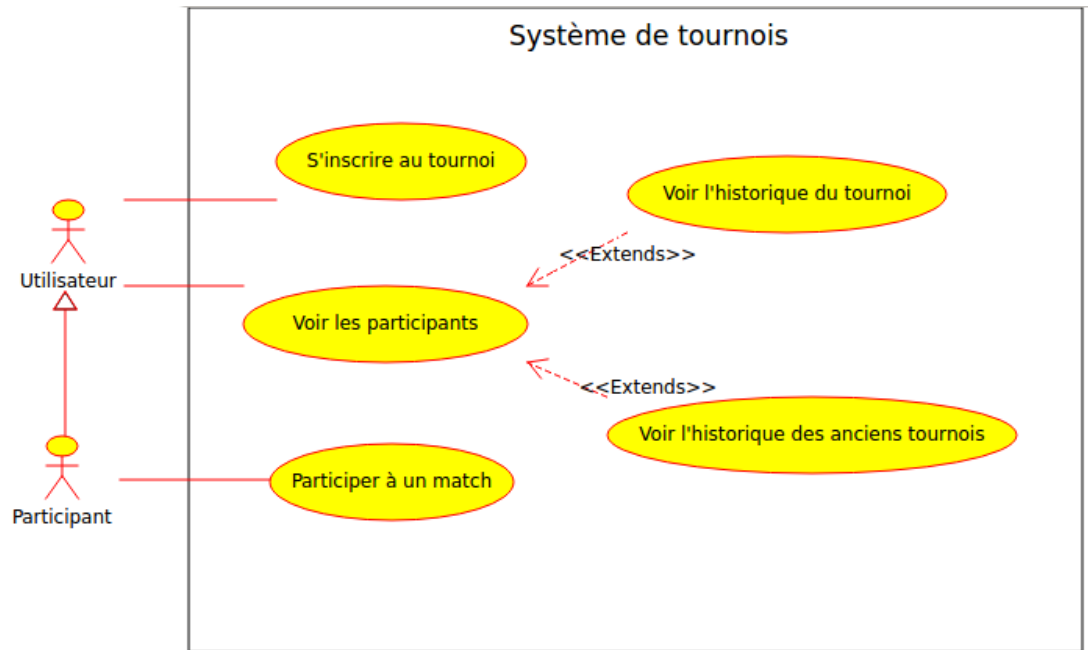 Système de tournois
S'inscrire au tournoi
Voir l'historique du tournoi
<<Extends>>
Utilisateur
Voir les participants
<<Extends>>
Voir l'historique des anciens tournois
Participer à un match
Participant